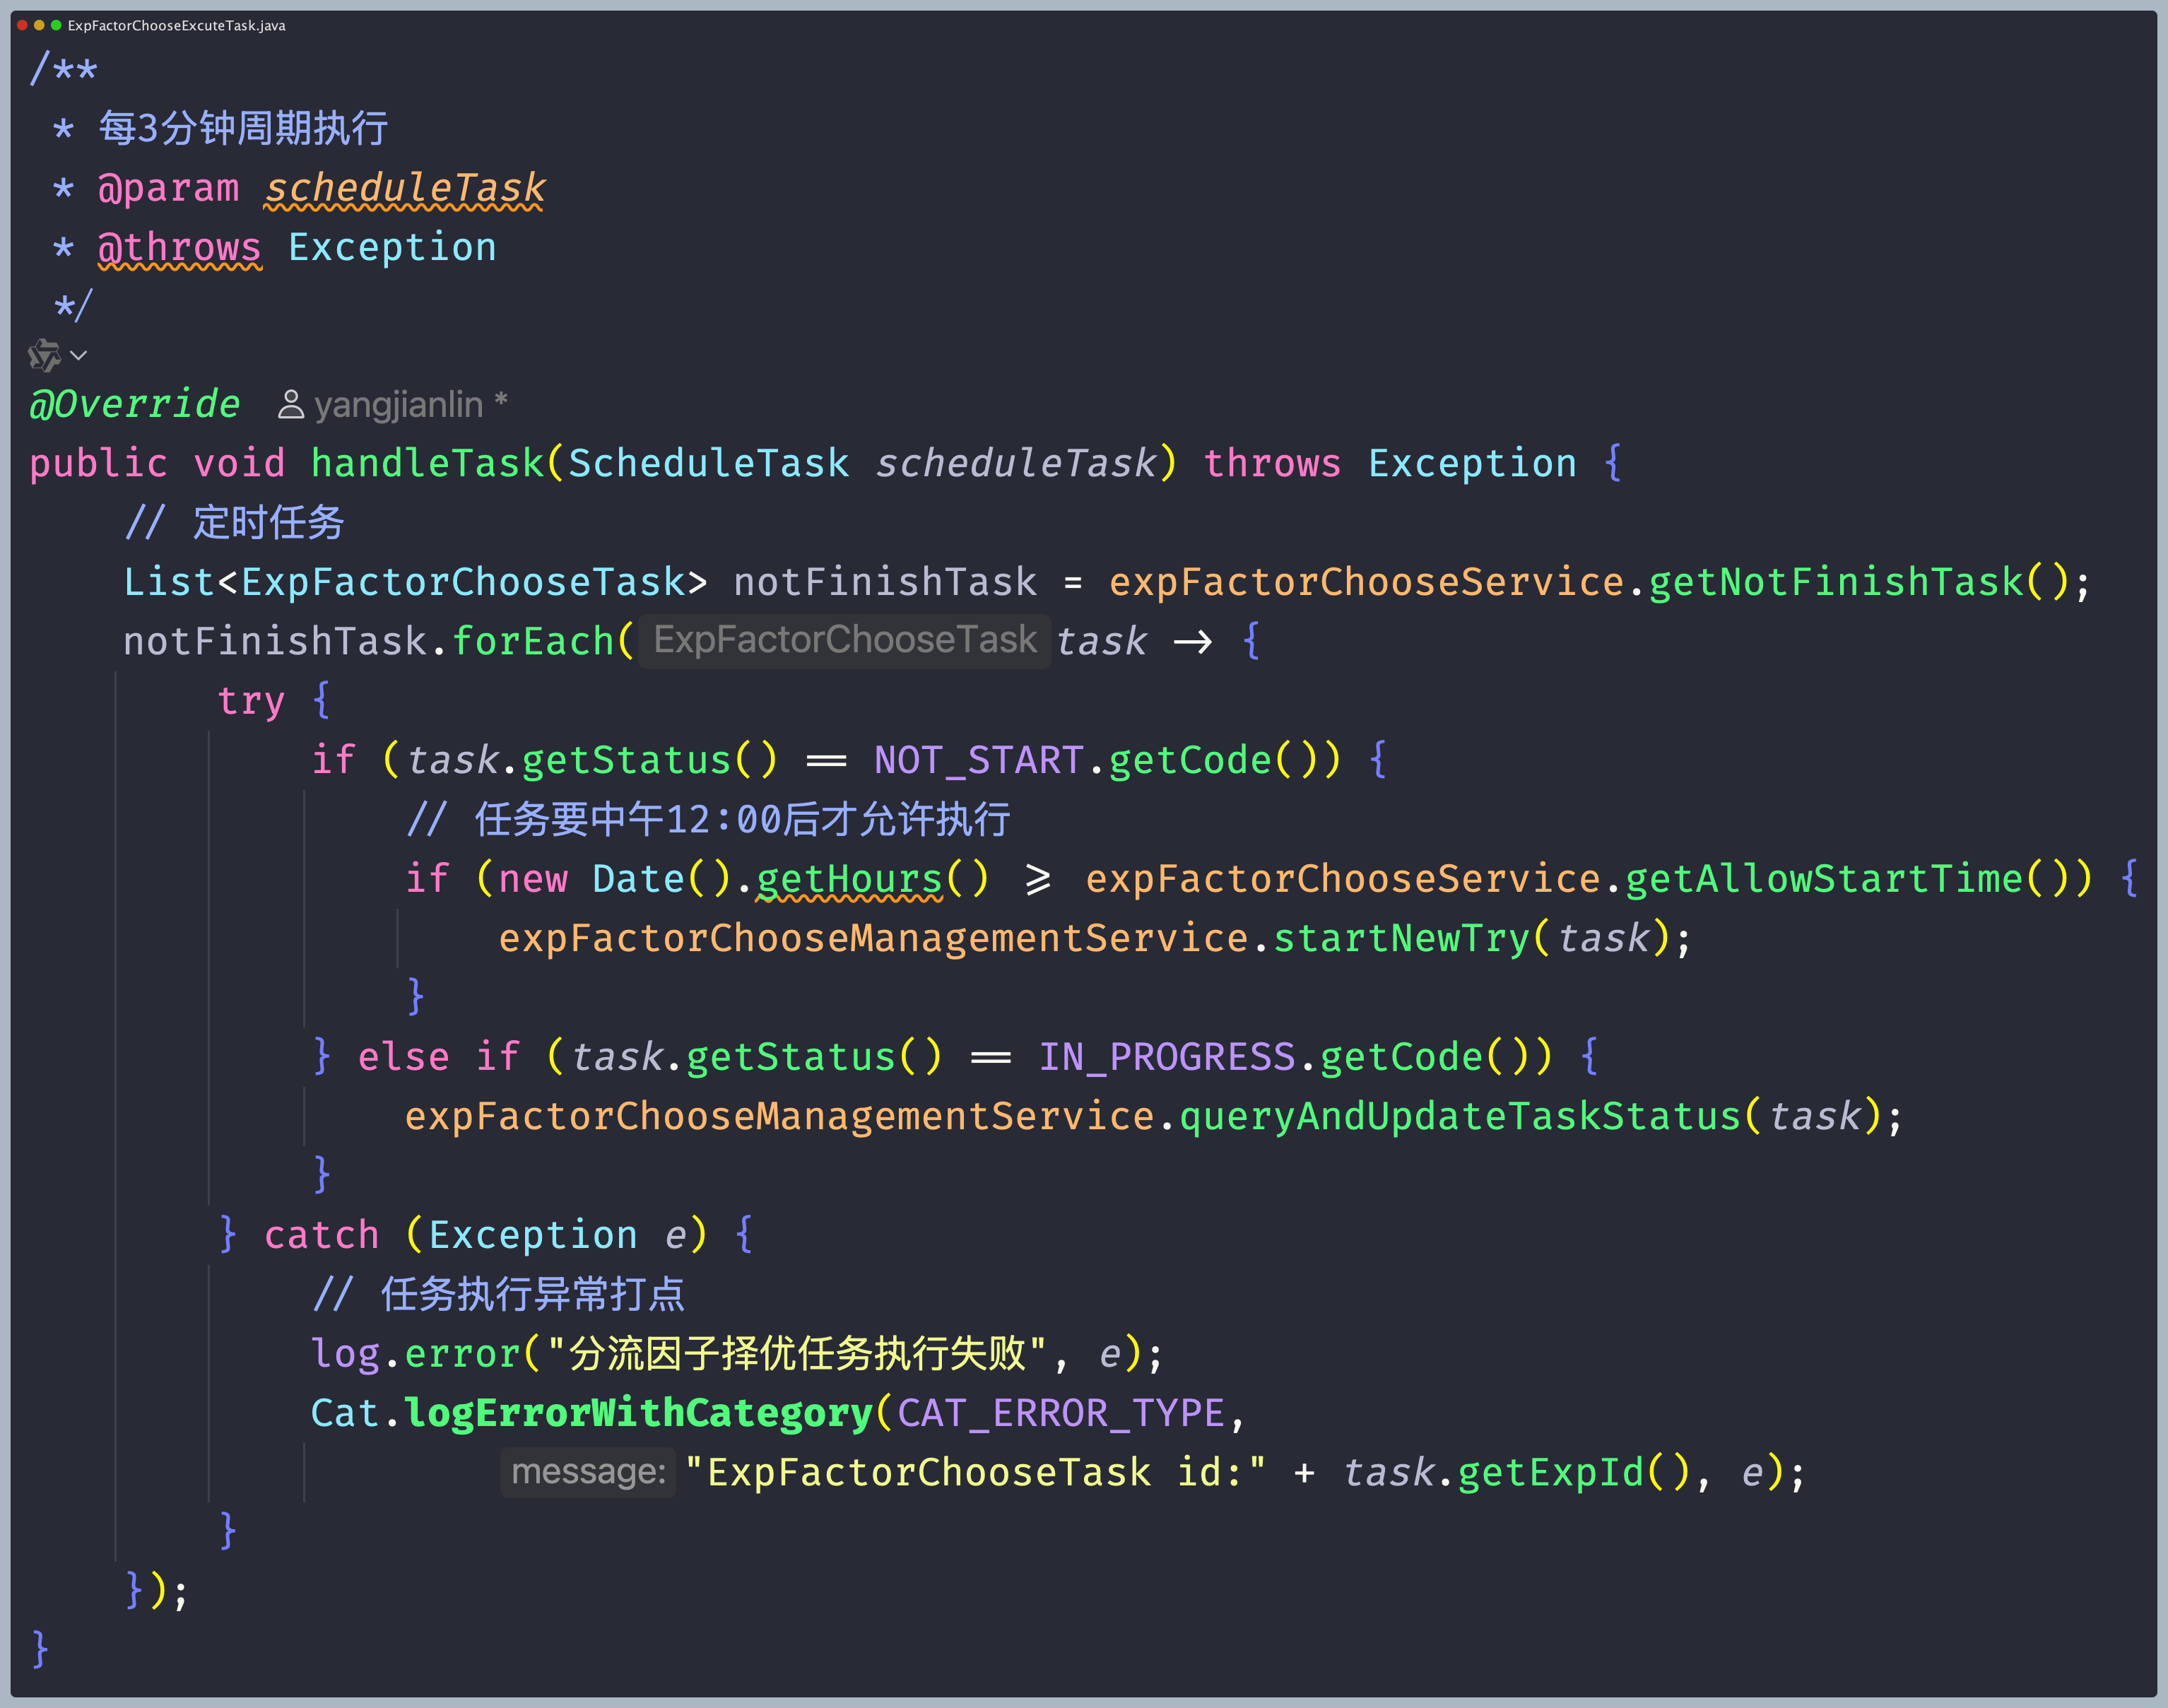 ExpFactorChooseExcuteTask.java
/**
 * 每3分钟周期执行
 * @param scheduleTask
 * @throws Exception
 */
@Override yangjianlin *
public void handleTask(ScheduleTask scheduleTask) throws Exception {
    // 定时任务
    List<ExpFactorChooseTask> notFinishTask = expFactorChooseService.getNotFinishTask();
    notFinishTask.forEach( ExpFactorChooseTask task -> {
        try {
            if (task.getStatus() == NOT_START.getCode()) {
                // 任务要中午12:00后才允许执行
                if (new Date().getHours() >= expFactorChooseService.getAllowStartTime()) {
                    expFactorChooseManagementService.startNewTry(task);
                }
            } else if (task.getStatus() == IN_PROGRESS.getCode()) {
                expFactorChooseManagementService.queryAndUpdateTaskStatus(task);
            }
        } catch (Exception e) {
            // 任务执行异常打点
            log.error("分流因子择优任务执行失败", e);
            Cat.logErrorWithCategory(CAT_ERROR_TYPE,
                    message: "ExpFactorChooseTask id:" + task.getExpId(), e);
        }
    });
}